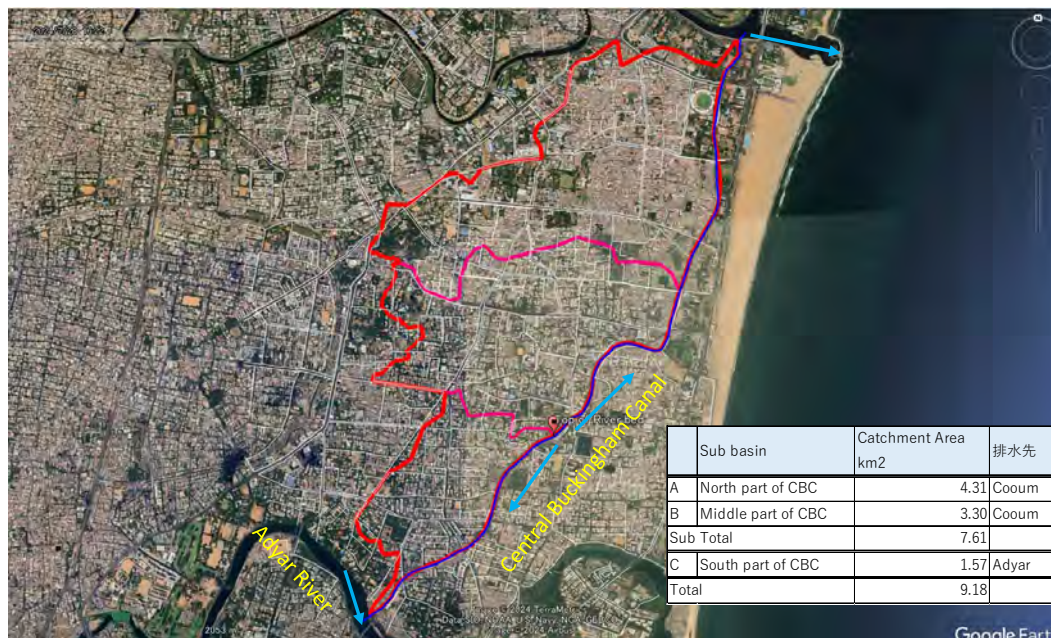 Central Buckingham Canal
Adyar River
Sub basin
Catchment Area
km2
排水先
A North part of CBC 4.31 Cooum
B Middle part of CBC 3.30 Cooum
Sub Total 7.61
C South part of CBC 1.57 Adyar
Total 9.18
2053 m
Google Earth